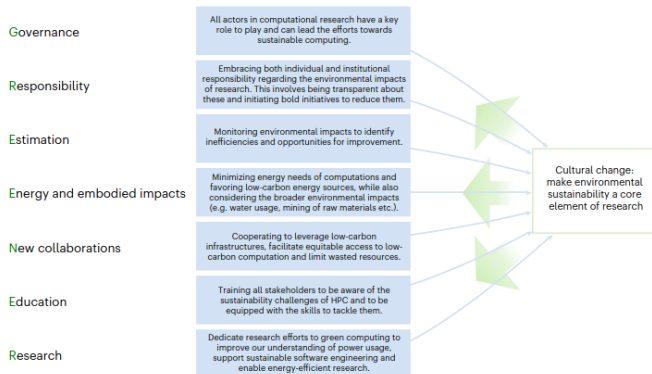 Governance
All actors in computational research have a key
role to play and can lead the efforts towards
sustainable computing.
Responsibility
Embracing both individual and institutional
responsibility regarding the environmental impacts
of research. This involves being transparent about
these and initiating bold initiatives to reduce them.
Estimation
Monitoring environmental impacts to identify
inefficiencies and opportunities for improvement.
Energy and embodied impacts
Minimizing energy needs of computations and
favoring low-carbon energy sources, while also
considering the broader environmental impacts
(e.g. water usage, mining of raw materials etc.).
New collaborations
Cooperating to leverage low-carbon
infrastructures, facilitate equitable access to low-
carbon computation and limit wasted resources.
Education
Training all stakeholders to be aware of the
sustainability challenges of HPC and to be
equipped with the skills to tackle them.
Research
Dedicate research efforts to green computing to
improve our understanding of power usage,
support sustainable software engineering and
enable energy-efficient research.
Cultural change:
make environmental
sustainability a core
element of research